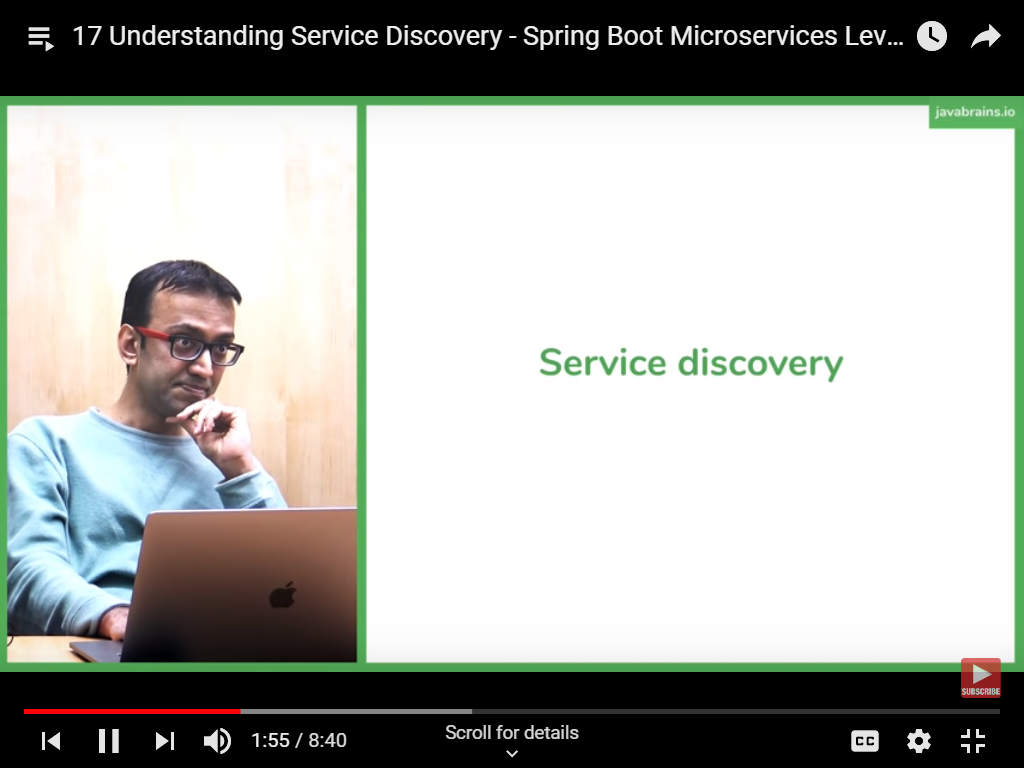 17 Understanding Service Discovery - Spring Boot Microservices Lev...
javabrains.io
Service discovery
SUBSCRIBE
1:55 / 8:40
Scroll for details
CC